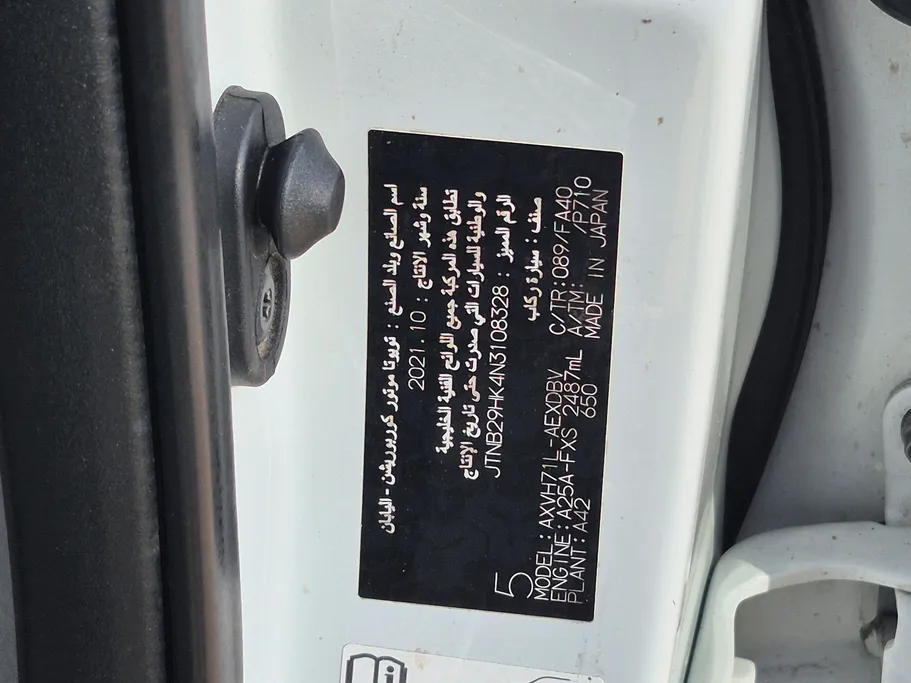 اسم الصانع وبلد الصنع : تويوتا موتور كوربوريشن - اليابان
سنة وشهر الانتاج : 2021.10
تطابق هذه المركبة جميع اللوائح الفنية الخليجية
والوطنية للسيارات التي صدرت حتى تاريخ الإنتاج
الرقم المميز : JTNB29HK4N3108328
صنف : سيارة ركاب
5
MODEL:AXVH71L-AEXDBV C/TR:089/FA40
ENGINE:A25A-FXS 2487mL A/TM: /P710
PLANT:A42 650 MADE IN JAPAN